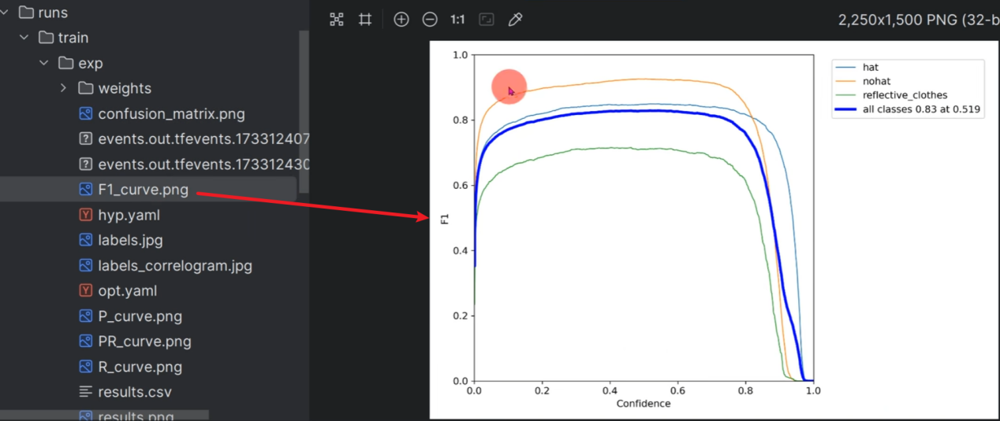 runs
train
exp
weights
confusion_matrix.png
events.out.tfevents.173312407
events.out.tfevents.173312430
F1_curve.png
hyp.yaml
labels.jpg
labels_correlogram.jpg
opt.yaml
P_curve.png
PR_curve.png
R_curve.png
results.csv
results.png
1:1
2,250x1,500 PNG (32-b
1.0
0.8
0.6
0.4
0.2
0.0
F1
0.0 0.2 0.4 0.6 0.8 1.0
Confidence
hat
nohat
reflective_clothes
all classes 0.83 at 0.519